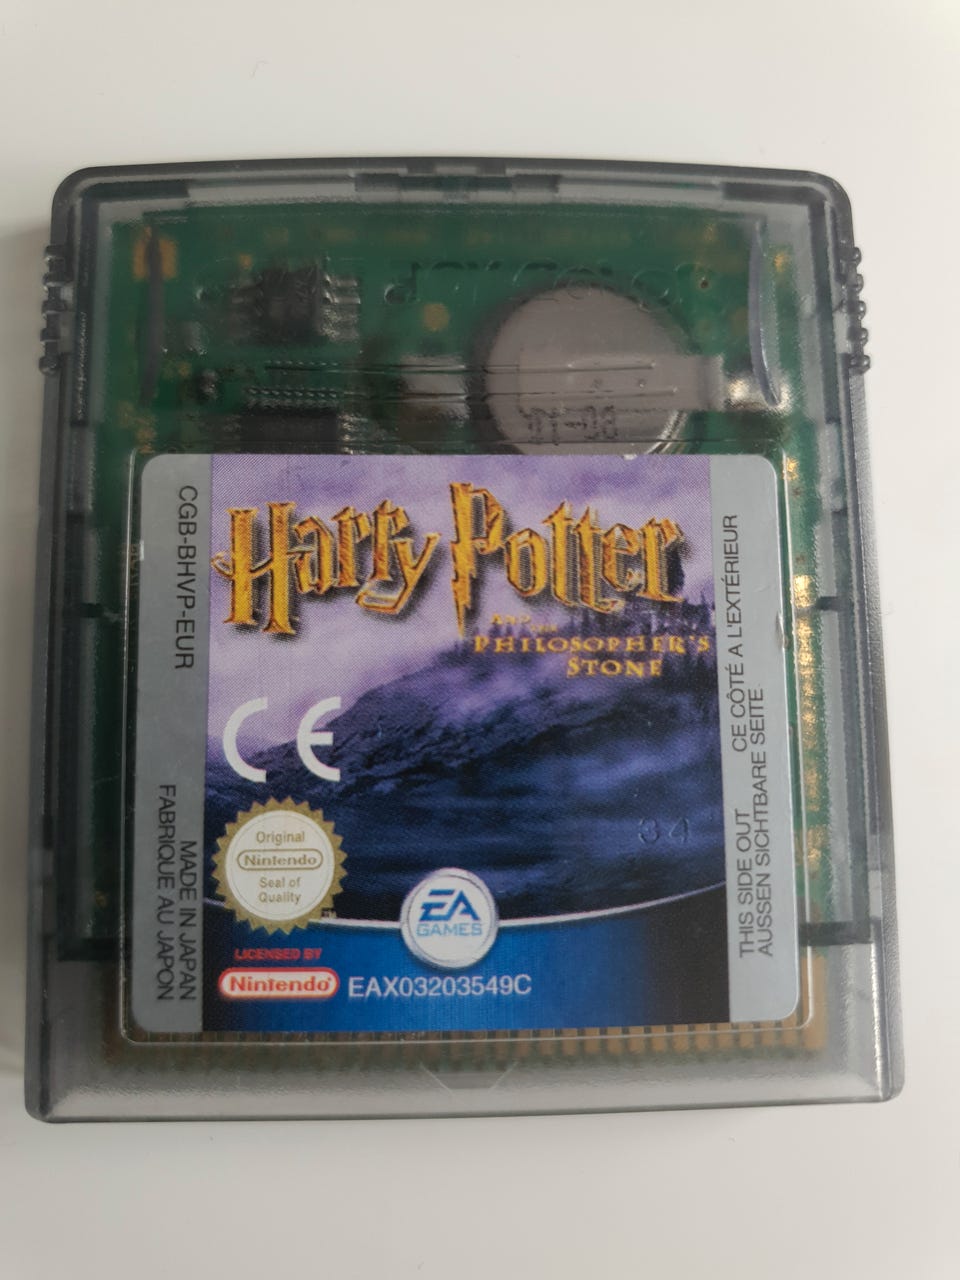 CGB-BHVP-EUR
Harry Potter
AND THE
PHILOSOPHER'S
STONE
CE
34
Original
Nintendo
Seal of
Quality
TM
EA
GAMES
LICENSED BY
Nintendo
EAX03203549C
MADE IN JAPAN
FABRIQUE AU JAPON
THIS SIDE OUT
CE CÔTÉ A L'EXTÉRIEUR
AUSSEN SICHTBARE SEITE